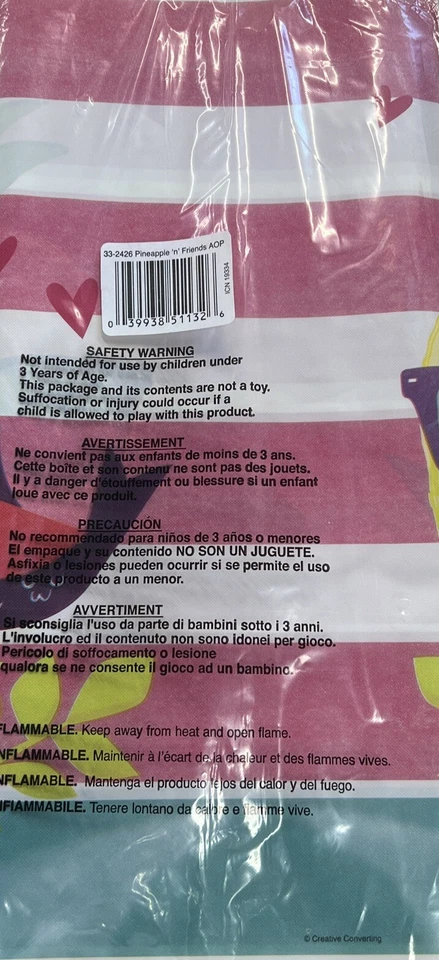 33-2426 Pineapple 'n' Friends AOP
ICN 19334
0 39938 51132 6
SAFETY WARNING
Not intended for use by children under
3 Years of Age.
This package and its contents are not a toy.
Suffocation or injury could occur if a
child is allowed to play with this product.
AVERTISSEMENT
Ne convient pas aux enfants de moins de 3 ans.
Cette boîte et son contenu ne sont pas des jouets.
Il y a danger d'étouffement ou blessure si un enfant
joue avec ce produit.
PRECAUCIÓN
No recommendado para niños de 3 años o menores
El empaque y su contenido NO SON UN JUGUETE.
Asfixia o lesiones pueden ocurrir si se permite el uso
de este producto a un menor.
AVVERTIMENT
Si sconsiglia l'uso da parte di bambini sotto i 3 anni.
L'involucro ed il contenuto non sono idonei per gioco.
Pericolo di soffocamento o lesione
qualora se ne consente il gioco ad un bambino.
FLAMMABLE. Keep away from heat and open flame.
NFLAMMABLE. Maintenir à l'écart de la chaleur et des flammes vives.
NFLAMABLE. Mantenga el producto lejos del calor y del fuego.
NFIAMMABILE. Tenere lontano da calore e fiamme vive.
© Creative Converting